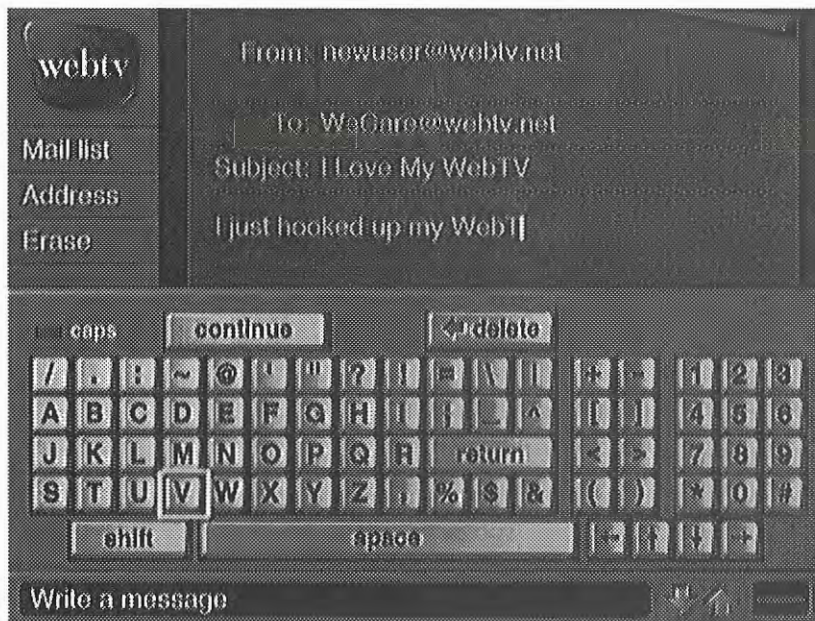 webtv
From: newuser@webtv.net
To: WeCare@webtv.net
Mail list
Subject: I Love My WebTV
Address
I just hooked up my WebT
Erase
caps continue delete
/ . : ~ @ ' " ? ! = \ | + - 1 2 3
A B C D E F G H _ ^ [ ] 4 5 6
J K L M N O P Q R return < > 7 8 9
S T U V W X Y Z % $ & ( ) * 0 #
shift space ← ↑ ↓ →
Write a message